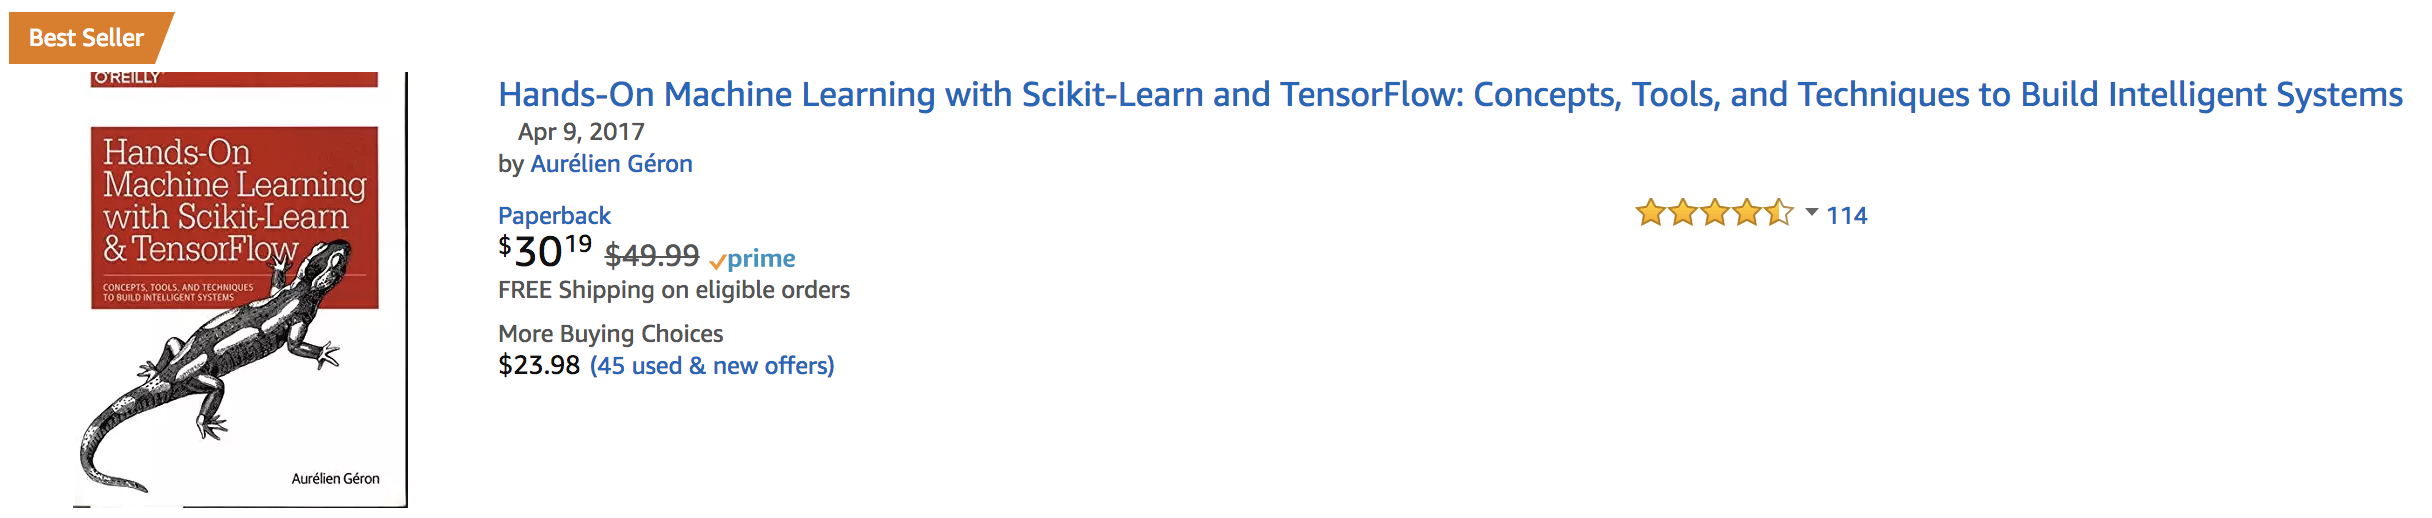 Best Seller
O'REILLY
Hands-On
Machine Learning
with Scikit-Learn
& TensorFlow
CONCEPTS, TOOLS, AND TECHNIQUES
TO BUILD INTELLIGENT SYSTEMS
Aurélien Géron
Hands-On Machine Learning with Scikit-Learn and TensorFlow: Concepts, Tools, and Techniques to Build Intelligent Systems
Apr 9, 2017
by Aurélien Géron
Paperback
$30 19 $49.99 prime
FREE Shipping on eligible orders
More Buying Choices
$23.98 (45 used & new offers)
114